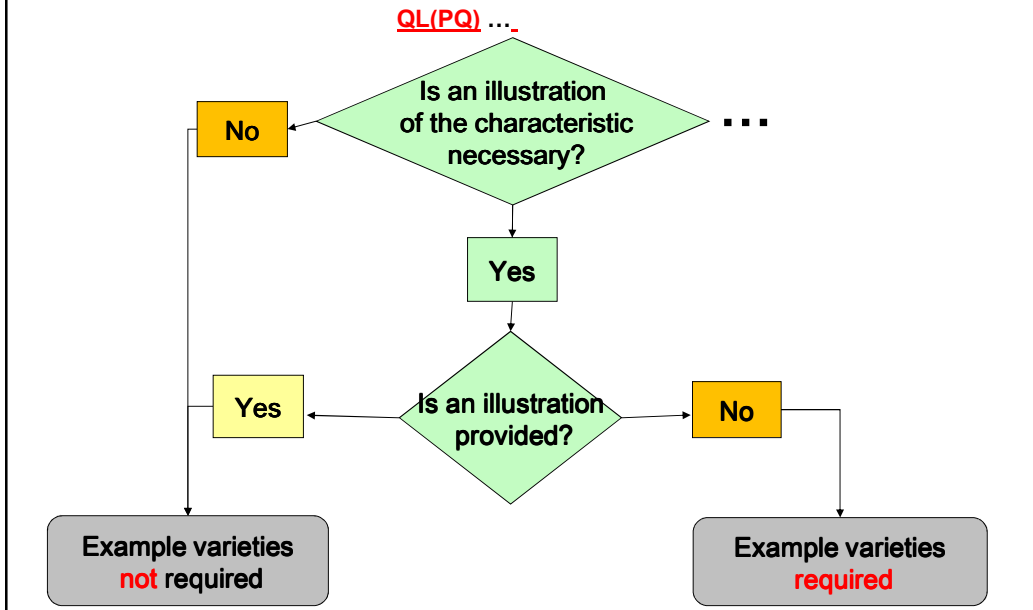 QL(PQ) ...
Is an illustration
of the characteristic
necessary?
...
No
Yes
Is an illustration
provided?
Yes
No
Example varieties
not required
Example varieties
required